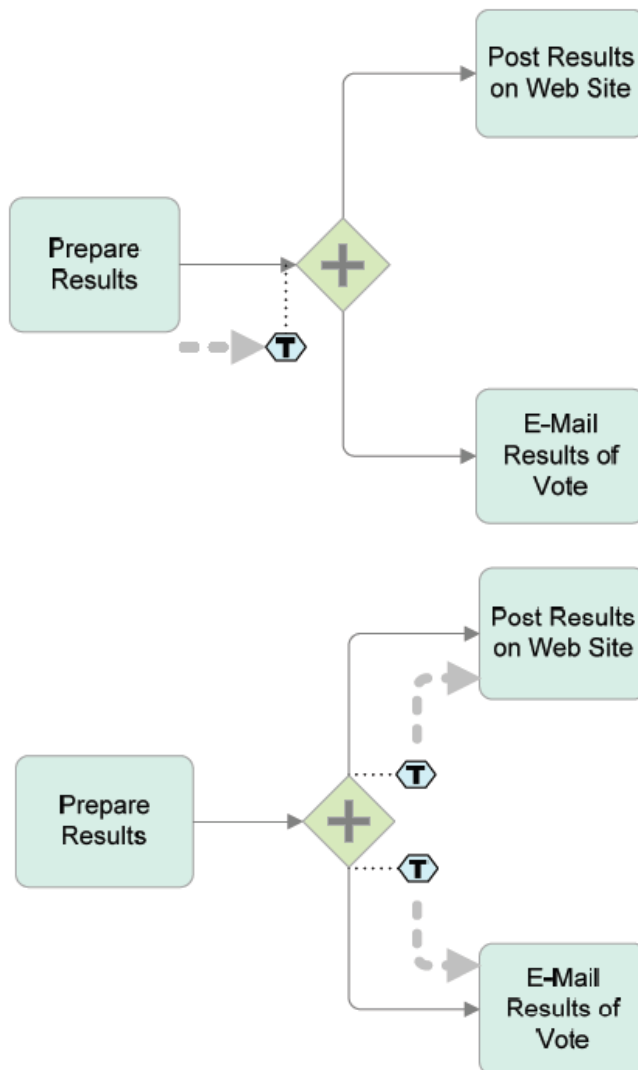 Post Results
on Web Site
Prepare
Results
T
E-Mail
Results of
Vote
Post Results
on Web Site
T
Prepare
Results
T
E-Mail
Results of
Vote